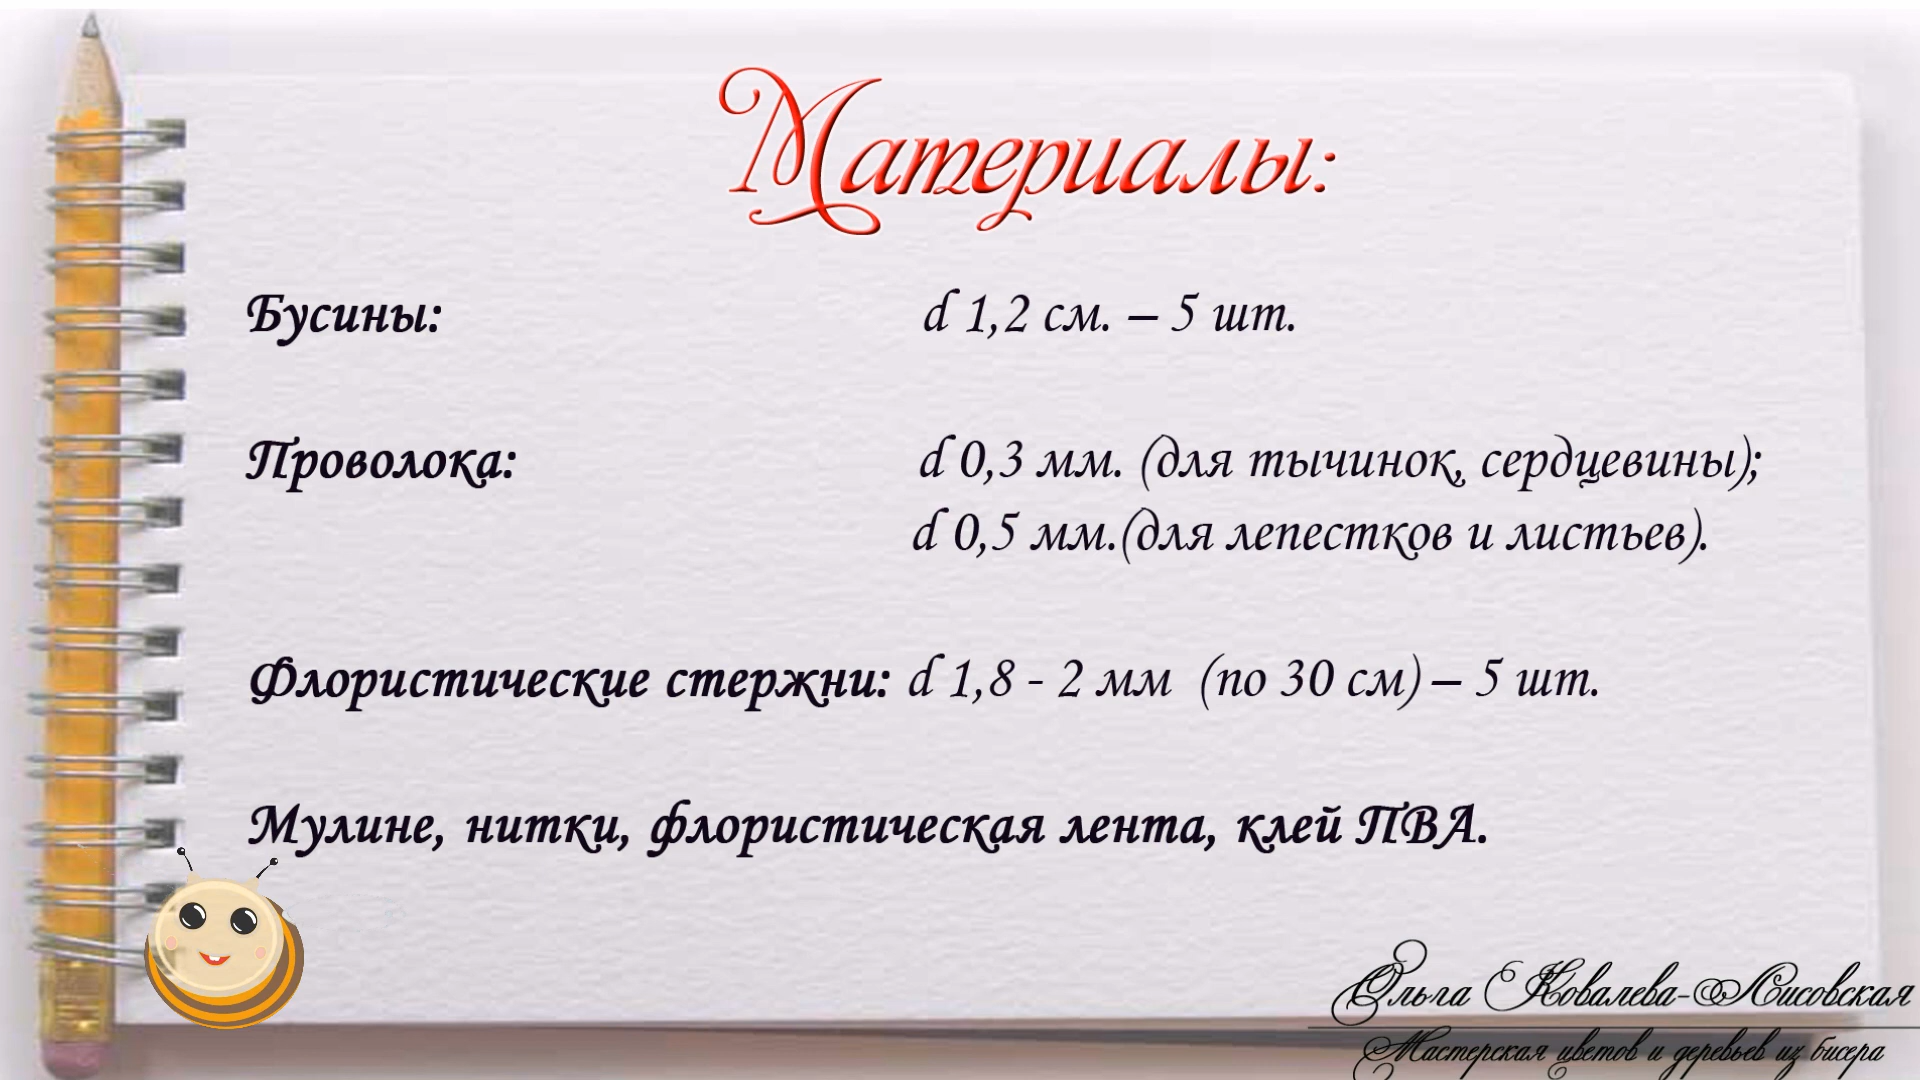 Материалы:
Бусины: d 1,2 см. – 5 шт.
Проволока: d 0,3 мм. (для тычинок, сердцевины);
d 0,5 мм.(для лепестков и листьев).
Флористические стержни: d 1,8 - 2 мм (по 30 см) – 5 шт.
Мулине, нитки, флористическая лента, клей ПВА.
Ольга Ковалева-Лисовская
Мастерская цветов и деревьев из бисера